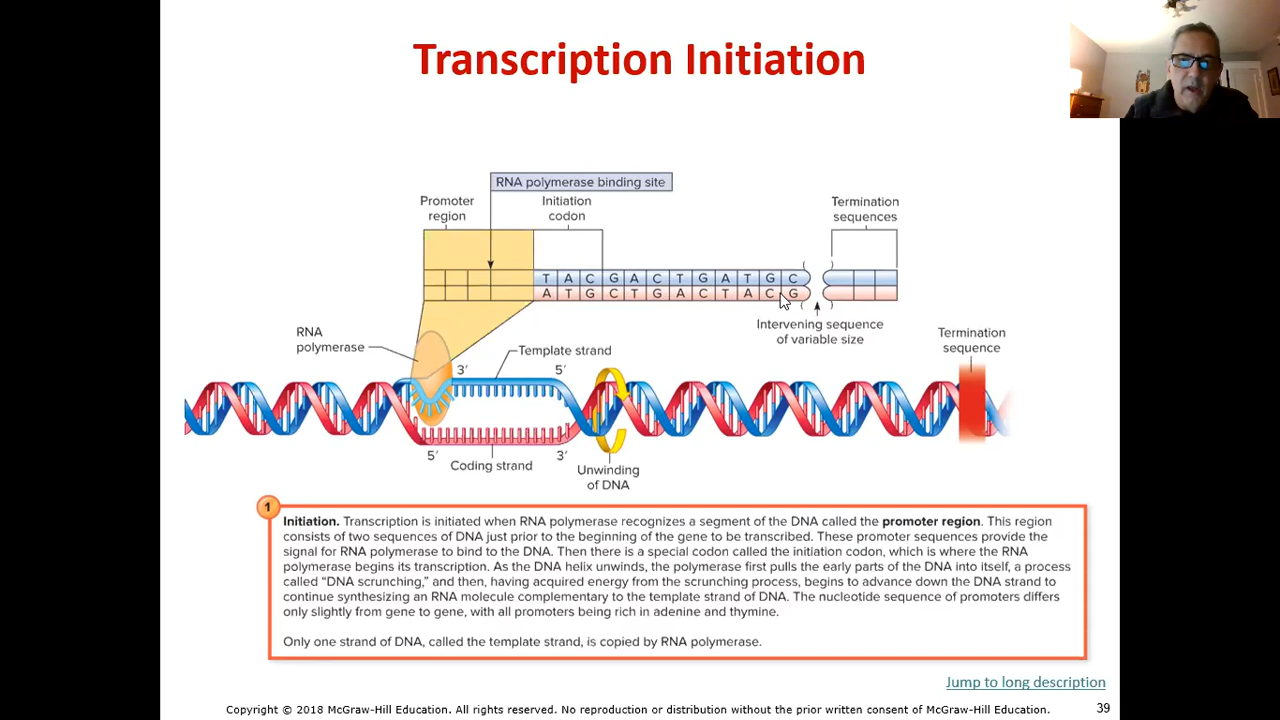 Transcription Initiation
RNA polymerase binding site
Promoter
region
Initiation
codon
Termination
sequences
T A C G A C T G A T G C
A T G C T G A C T A C G
Intervening sequence
of variable size
RNA
polymerase
Template strand
Termination
sequence
3′ 5′
5′ 3′
Coding strand
Unwinding
of DNA
1
Initiation. Transcription is initiated when RNA polymerase recognizes a segment of the DNA called the promoter region. This region
consists of two sequences of DNA just prior to the beginning of the gene to be transcribed. These promoter sequences provide the
signal for RNA polymerase to bind to the DNA. Then there is a special codon called the initiation codon, which is where the RNA
polymerase begins its transcription. As the DNA helix unwinds, the polymerase first pulls the early parts of the DNA into itself, a process
called “DNA scrunching,” and then, having acquired energy from the scrunching process, begins to advance down the DNA strand to
continue synthesizing an RNA molecule complementary to the template strand of DNA. The nucleotide sequence of promoters differs
only slightly from gene to gene, with all promoters being rich in adenine and thymine.
Only one strand of DNA, called the template strand, is copied by RNA polymerase.
Jump to long description
Copyright © 2018 McGraw-Hill Education. All rights reserved. No reproduction or distribution without the prior written consent of McGraw-Hill Education.
39